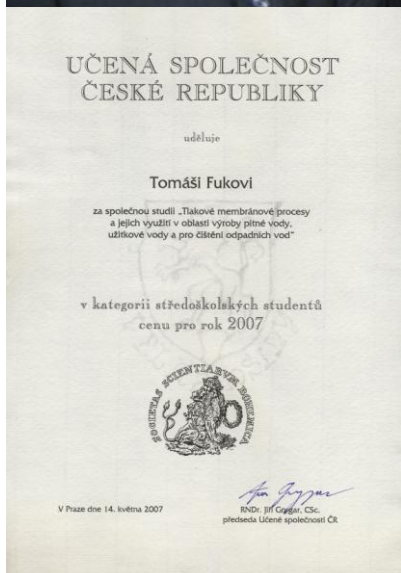 UČENÁ SPOLEČNOST
ČESKÉ REPUBLIKY
uděluje
Tomáši Fukovi
za společnou studii „Tlakové membránové procesy
a jejich využití v oblasti výroby pitné vody,
užitkové vody a pro čištění odpadních vod"
v kategorii středoškolských studentů
cenu pro rok 2007
SOCIETAS SCIENTIARVM BOHEMICA
V Praze dne 14. května 2007
RNDr. Jiří Grygar, CSc.
předseda Učené společnosti ČR